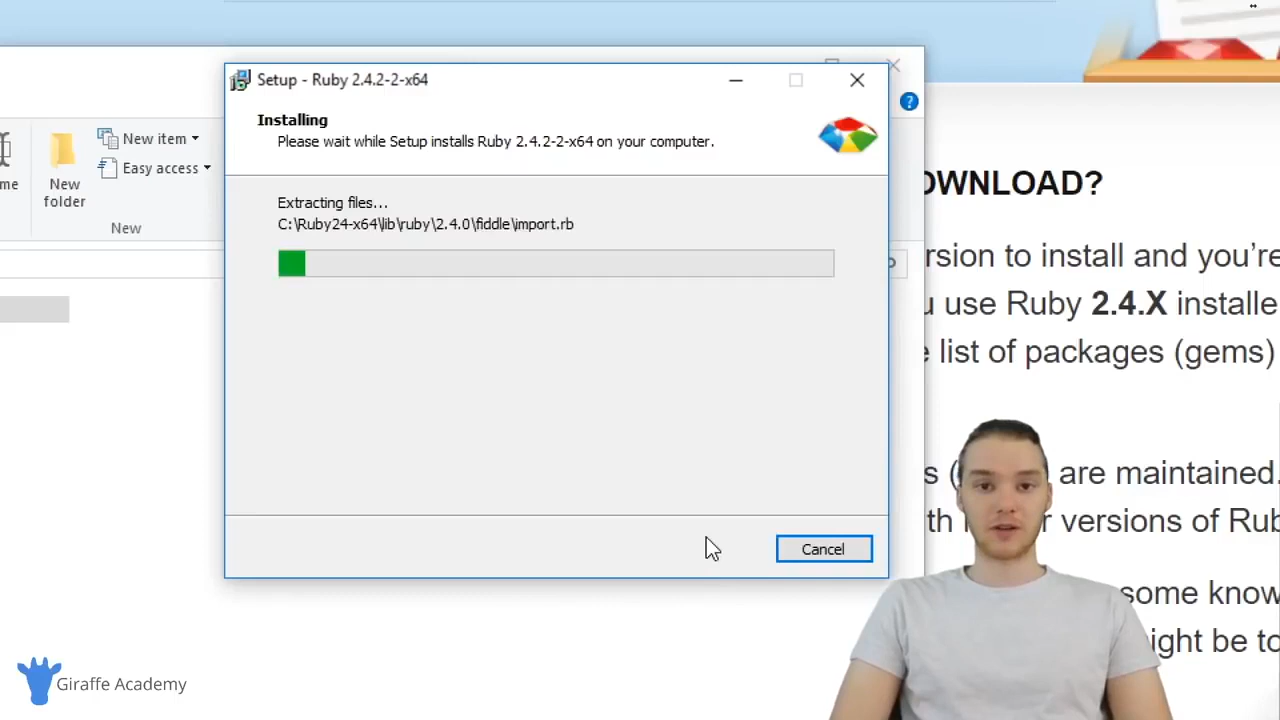 Setup - Ruby 2.4.2-2-x64
Installing
Please wait while Setup installs Ruby 2.4.2-2-x64 on your computer.
New item
Easy access
New
folder
New
me
Extracting files...
C:\Ruby24-x64\lib\ruby\2.4.0\fiddle\import.rb
Cancel
OWNLOAD?
rsion to install and you're
u use Ruby 2.4.X installe
e list of packages (gems)
s ( are maintained.
th versions of Rub
some know
ight be to
Giraffe Academy